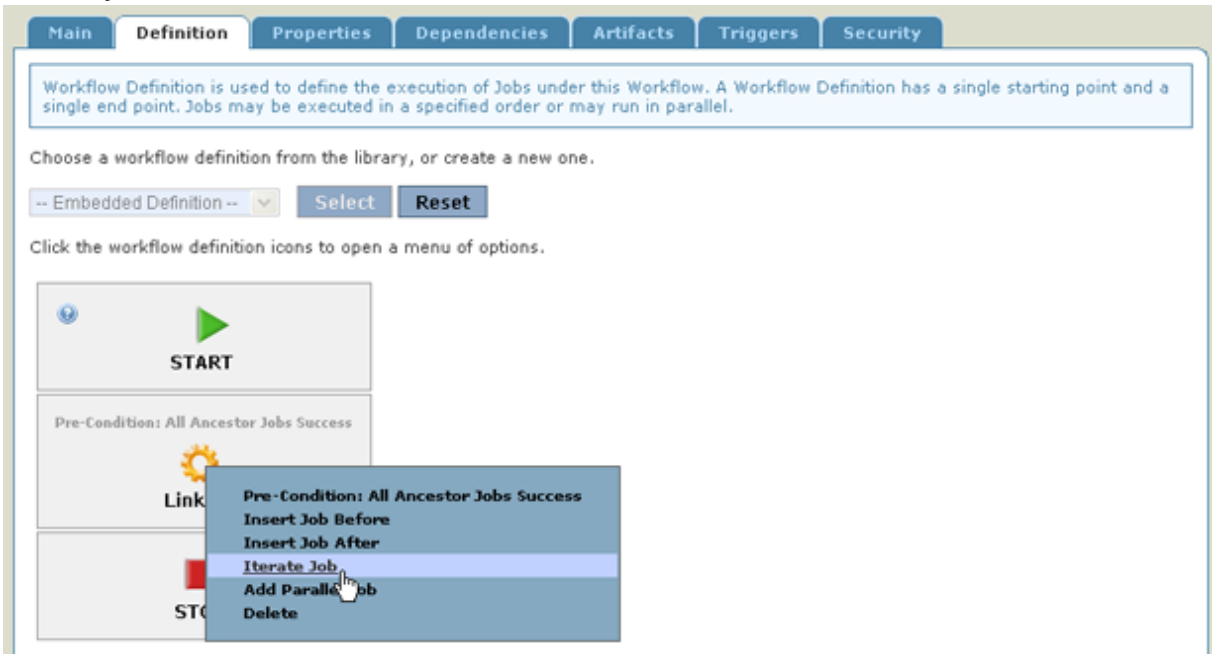 Main Definition Properties Dependencies Artifacts Triggers Security
Workflow Definition is used to define the execution of Jobs under this Workflow. A Workflow Definition has a single starting point and a
single end point. Jobs may be executed in a specified order or may run in parallel.
Choose a workflow definition from the library, or create a new one.
-- Embedded Definition -- Select Reset
Click the workflow definition icons to open a menu of options.
START
Pre-Condition: All Ancestor Jobs Success
Link
Pre-Condition: All Ancestor Jobs Success
Insert Job Before
Insert Job After
Iterate Job
Add Parallel
Delete